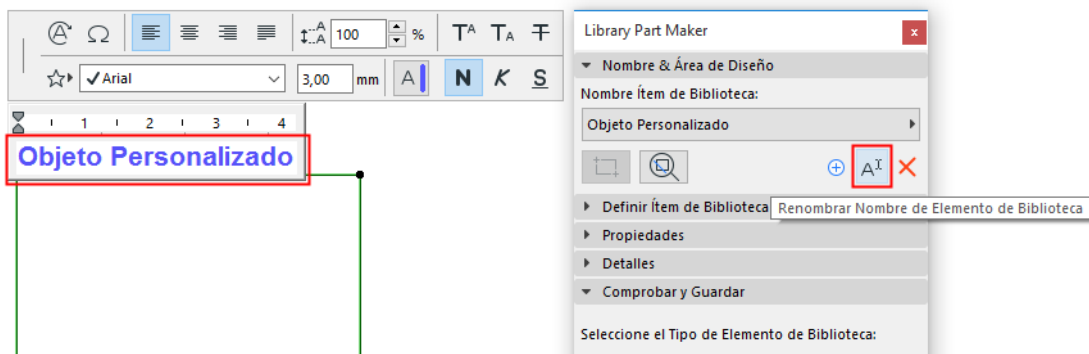 100 %
TA TA T
Arial
3,00 mm A N K S
1 2 3 4
Objeto Personalizado
Library Part Maker
Nombre & Área de Diseño
Nombre Ítem de Biblioteca:
Objeto Personalizado
Definir Ítem de Biblioteca
Renombrar Nombre de Elemento de Biblioteca
Propiedades
Detalles
Comprobar y Guardar
Seleccione el Tipo de Elemento de Biblioteca: